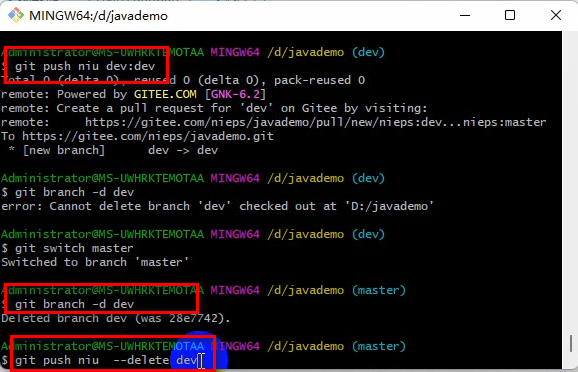 MINGW64:/d/javademo
Administrator@MS-UWHRKTEMOTAA MINGW64 /d/javademo (dev)
$ git push niu dev:dev
Total 0 (delta 0), reused 0 (delta 0), pack-reused 0
remote: Powered by GITEE.COM [GNK-6.2]
remote: Create a pull request for 'dev' on Gitee by visiting:
remote:     https://gitee.com/nieps/javademo/pull/new/nieps:dev...nieps:master
To https://gitee.com/nieps/javademo.git
 * [new branch]      dev -> dev
Administrator@MS-UWHRKTEMOTAA MINGW64 /d/javademo (dev)
$ git branch -d dev
error: Cannot delete branch 'dev' checked out at 'D:/javademo'
Administrator@MS-UWHRKTEMOTAA MINGW64 /d/javademo (dev)
$ git switch master
Switched to branch 'master'
Administrator@MS-UWHRKTEMOTAA MINGW64 /d/javademo (master)
$ git branch -d dev
Deleted branch dev (was 28e7742).
Administrator@MS-UWHRKTEMOTAA MINGW64 /d/javademo (master)
$ git push niu  --delete dev